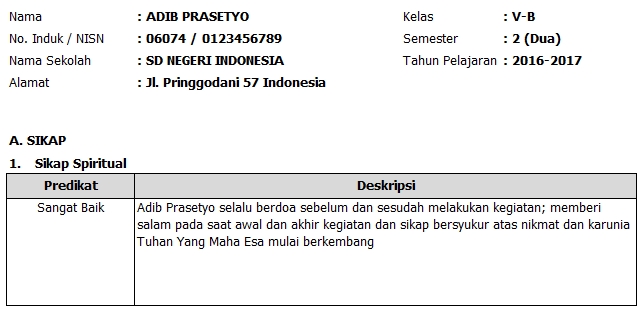 Nama : ADIB PRASETYO Kelas : V-B
No. Induk / NISN : 06074 / 0123456789 Semester : 2 (Dua)
Nama Sekolah : SD NEGERI INDONESIA Tahun Pelajaran : 2016-2017
Alamat : Jl. Pringgodani 57 Indonesia
A. SIKAP
1. Sikap Spiritual
Predikat Deskripsi
Sangat Baik Adib Prasetyo selalu berdoa sebelum dan sesudah melakukan kegiatan; memberi
salam pada saat awal dan akhir kegiatan dan sikap bersyukur atas nikmat dan karunia
Tuhan Yang Maha Esa mulai berkembang